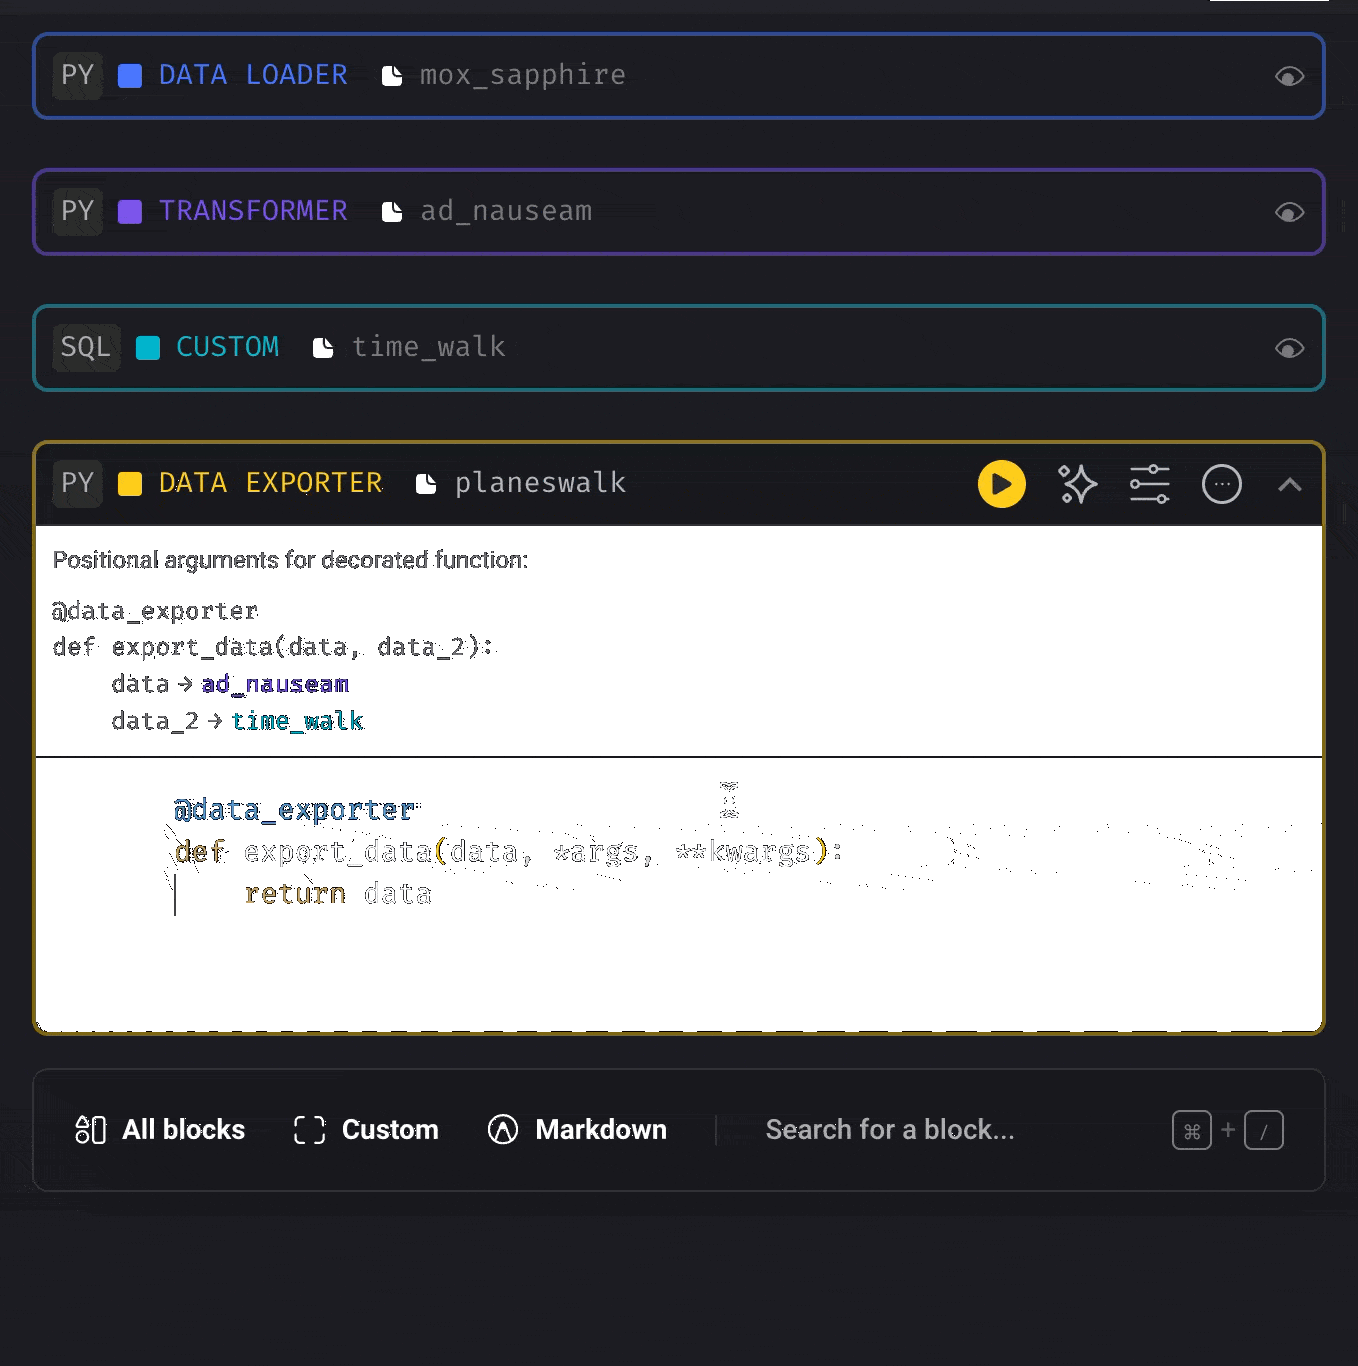 PY DATA LOADER mox_sapphire
PY TRANSFORMER ad_nauseam
SQL CUSTOM time_walk
PY DATA EXPORTER planeswalk
Positional arguments for decorated function:
@data_exporter
def export_data(data, data_2):
data → ad_nauseam
data_2 → time_walk
@data_exporter
def export_data(data, *args, **kwargs):
return data
All blocks Custom Markdown Search for a block... ⌘ + /